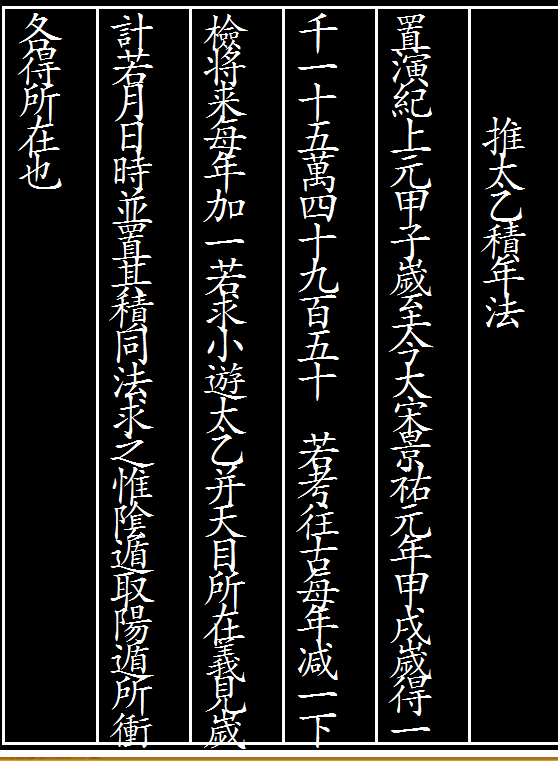 推太乙積年法
置演紀上元甲子歲至太今大宋景祐元年甲戌歲得一
千一十五萬四十九百五十　若考往古每年減一下
檢將来每年加一若求小遊太乙并天目所在義見歲
計若月日時並置其積同法求之惟陰遁取陽遁所衝
各得所在也